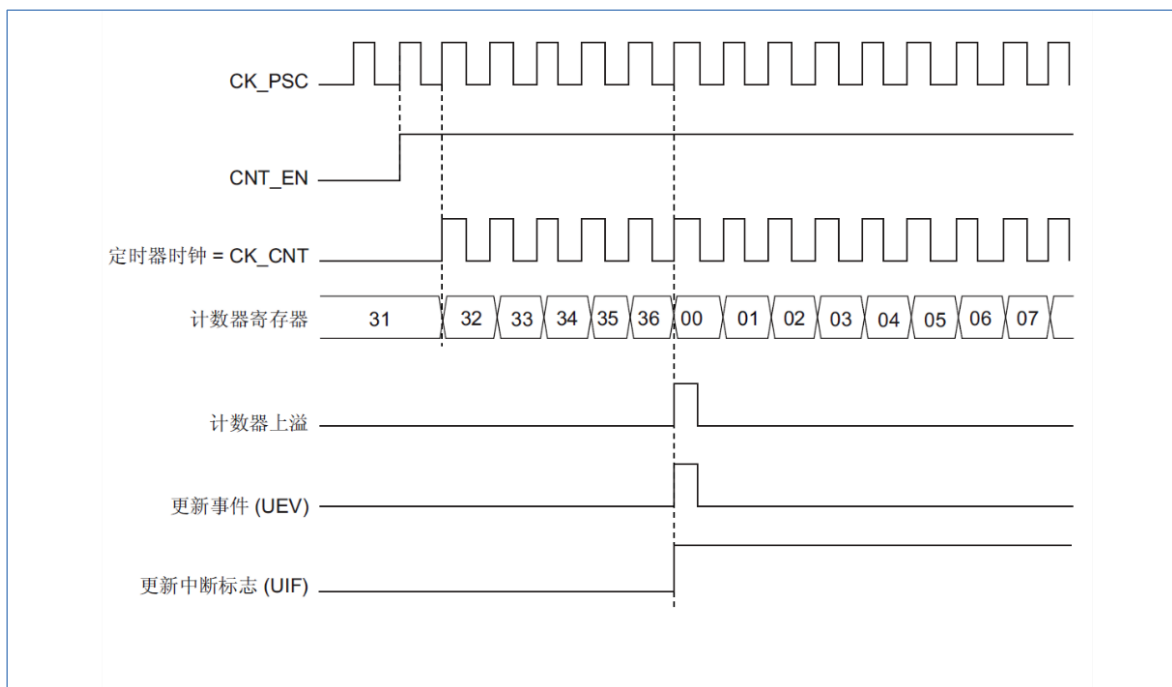 CK_PSC
CNT_EN
定时器时钟 = CK_CNT
计数器寄存器 31 32 33 34 35 36 00 01 02 03 04 05 06 07
计数器上溢
更新事件 (UEV)
更新中断标志 (UIF)